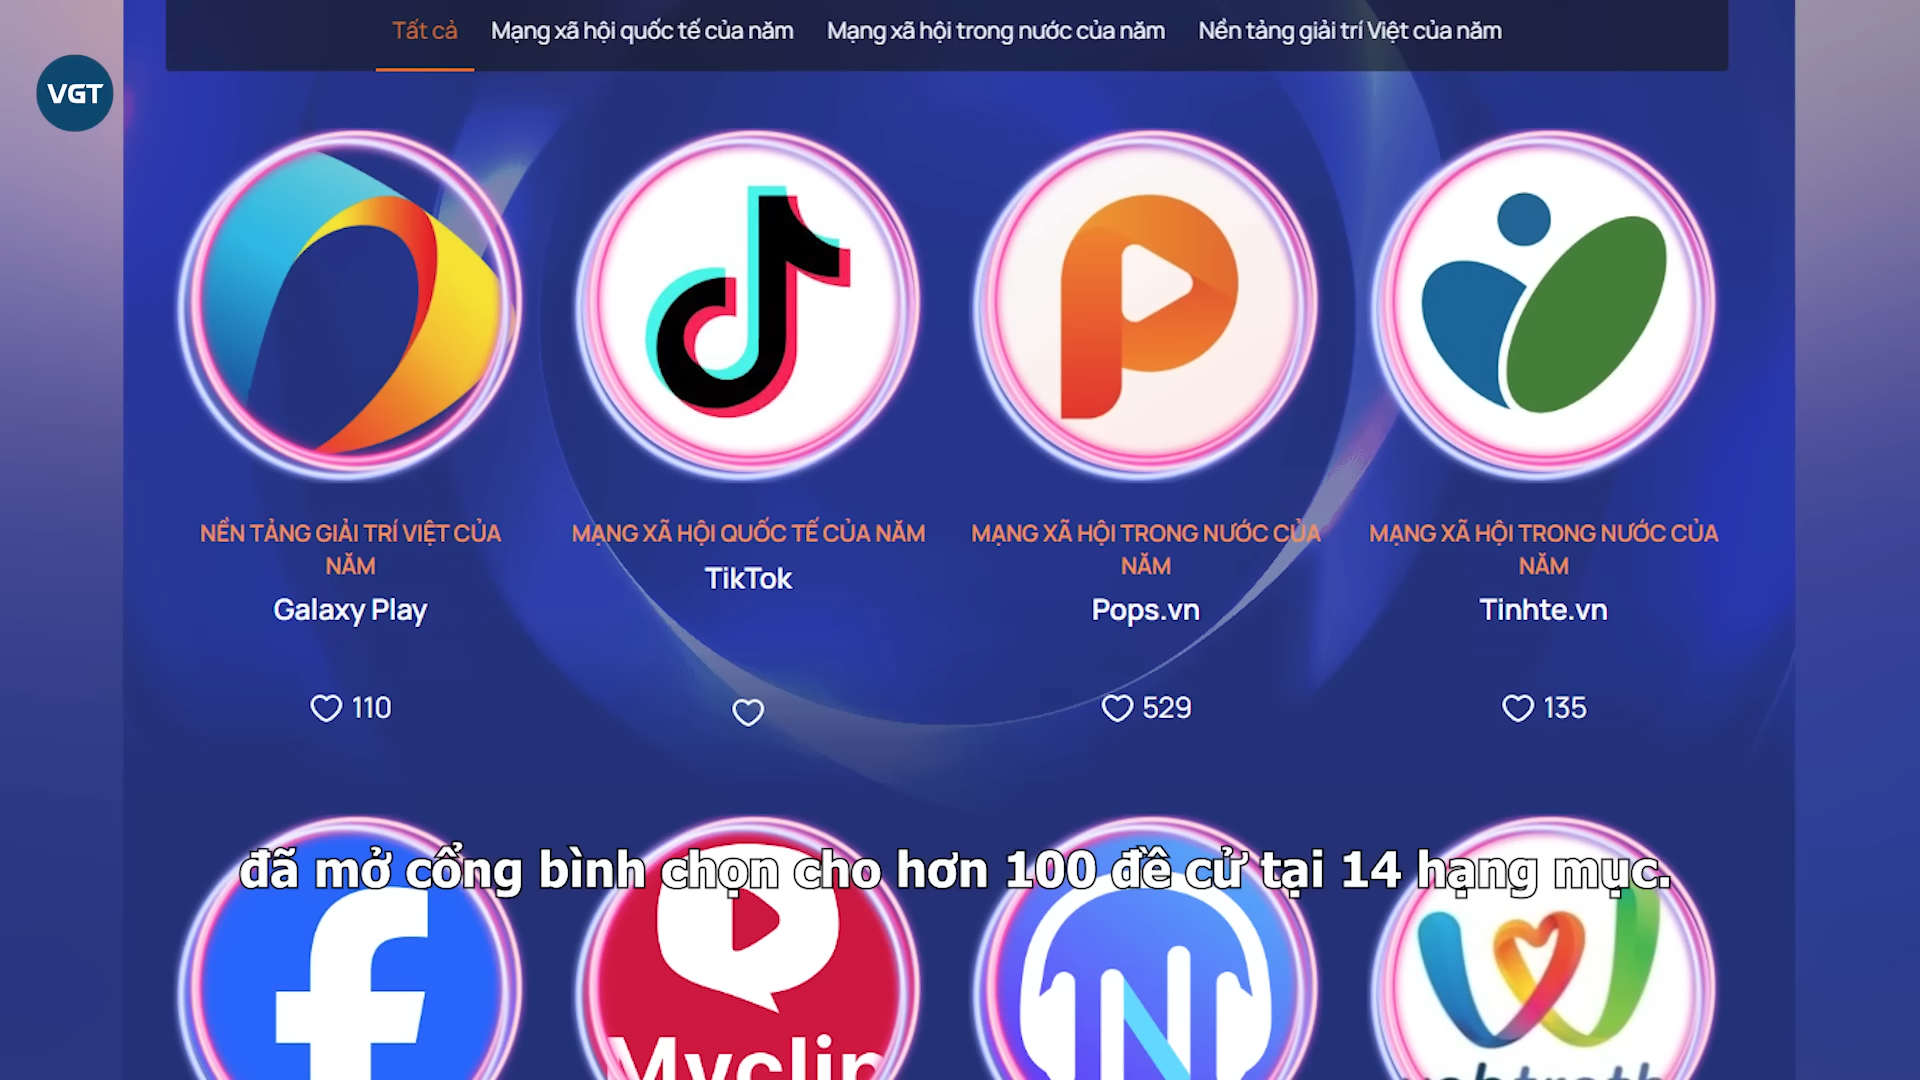 Tất cả Mạng xã hội quốc tế của năm Mạng xã hội trong nước của năm Nền tảng giải trí Việt của năm
VGT
NỀN TẢNG GIẢI TRÍ VIỆT CỦA NĂM
Galaxy Play
110
MẠNG XÃ HỘI QUỐC TẾ CỦA NĂM
TikTok
MẠNG XÃ HỘI TRONG NƯỚC CỦA NĂM
Pops.vn
529
MẠNG XÃ HỘI TRONG NƯỚC CỦA NĂM
Tinhte.vn
135
đã mở cổng bình chọn cho hơn 100 đề cử tại 14 hạng mục.
Myclip